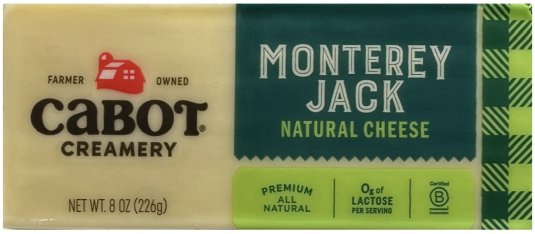 FARMER OWNED
CABOT®
CREAMERY
NET WT. 8 OZ (226g)
MONTEREY
JACK
NATURAL CHEESE
PREMIUM
ALL
NATURAL
0g of
LACTOSE
PER SERVING
Certified
B
Corporation